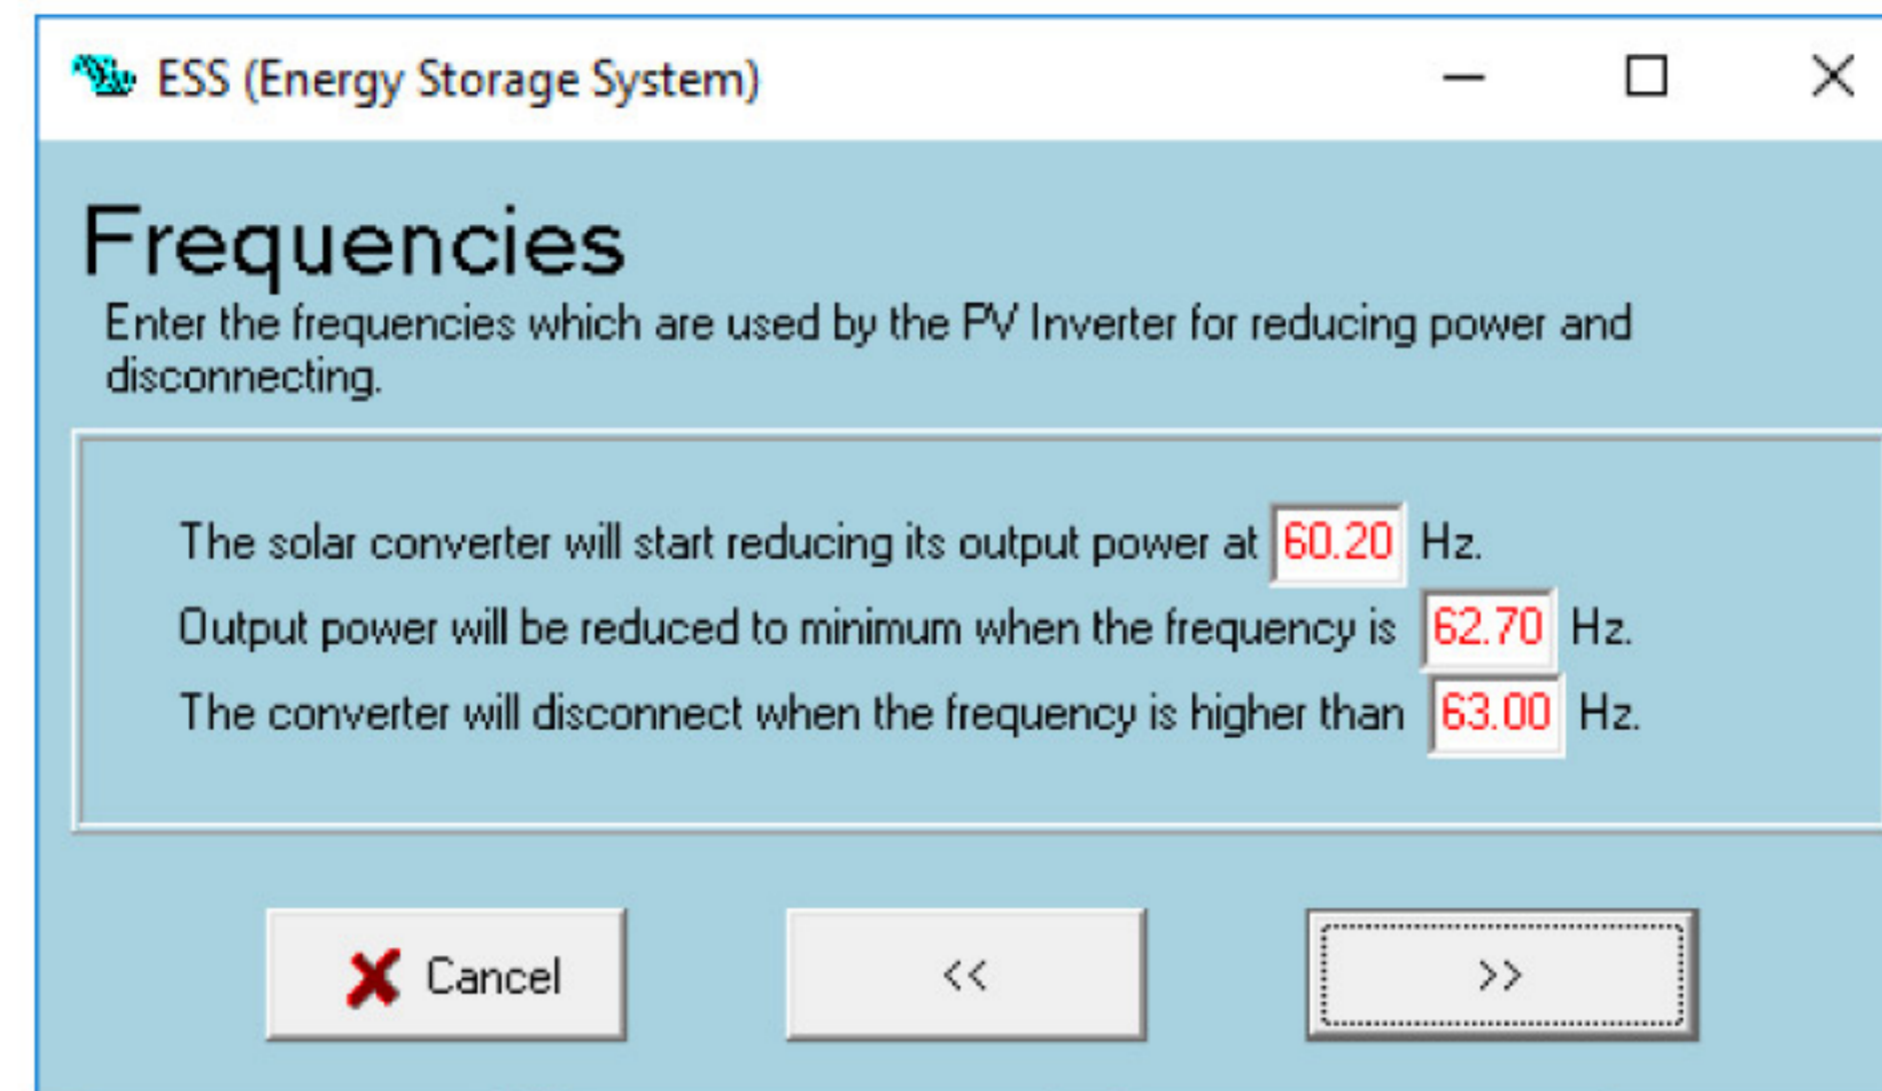 ESS (Energy Storage System)
Frequencies
Enter the frequencies which are used by the PV Inverter for reducing power and
disconnecting.
The solar converter will start reducing its output power at 60.20 Hz.
Output power will be reduced to minimum when the frequency is 62.70 Hz.
The converter will disconnect when the frequency is higher than 63.00 Hz.
Cancel << >>